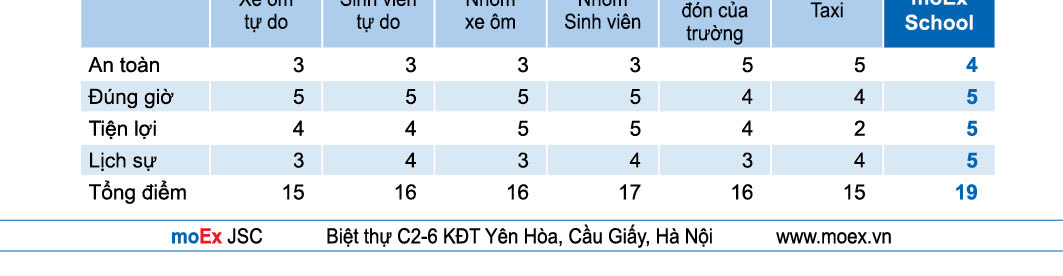 Xe ôm tự do Sinh viên tự do Nhóm xe ôm Nhóm Sinh viên đón của trường Taxi moEx School
An toàn 3 3 3 3 5 5 4
Đúng giờ 5 5 5 5 4 4 5
Tiện lợi 4 4 5 5 4 2 5
Lịch sự 3 4 3 4 3 4 5
Tổng điểm 15 16 16 17 16 15 19
moEx JSC Biệt thự C2-6 KĐT Yên Hòa, Cầu Giấy, Hà Nội www.moex.vn